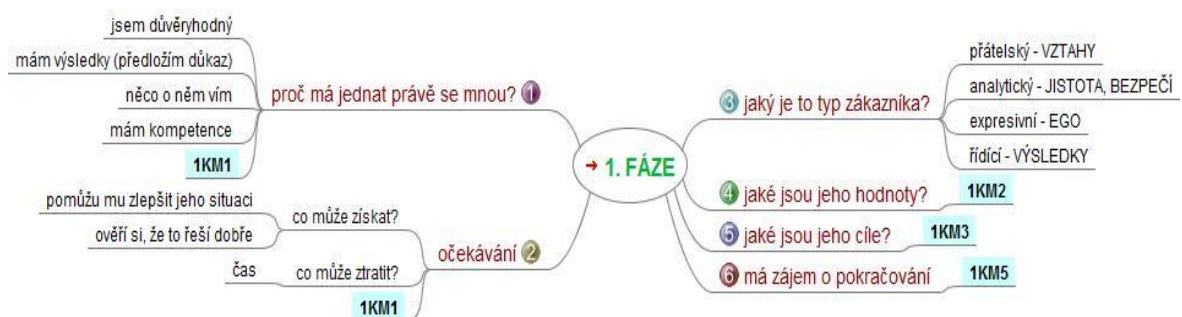 → 1. FÁZE
1 proč má jednat právě se mnou?
jsem důvěryhodný
mám výsledky (předložím důkaz)
něco o něm vím
mám kompetence
1KM1
2 očekávání
co může získat?
pomůžu mu zlepšit jeho situaci
ověří si, že to řeší dobře
co může ztratit?
čas
1KM1
3 jaký je to typ zákazníka?
přátelský - VZTAHY
analytický - JISTOTA, BEZPEČÍ
expresivní - EGO
řídící - VÝSLEDKY
4 jaké jsou jeho hodnoty?
1KM2
5 jaké jsou jeho cíle?
1KM3
6 má zájem o pokračování
1KM5